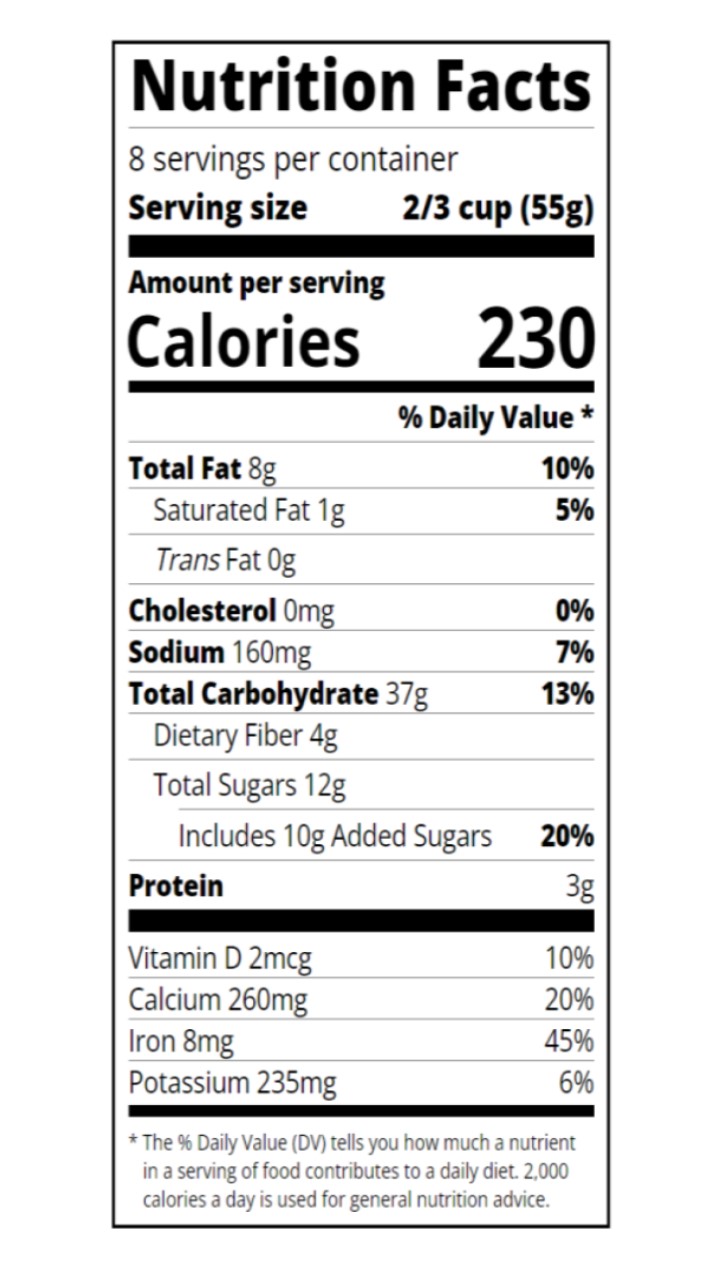 Nutrition Facts
8 servings per container
Serving size 2/3 cup (55g)
Amount per serving
Calories 230
% Daily Value *
Total Fat 8g 10%
Saturated Fat 1g 5%
Trans Fat 0g
Cholesterol 0mg 0%
Sodium 160mg 7%
Total Carbohydrate 37g 13%
Dietary Fiber 4g
Total Sugars 12g
Includes 10g Added Sugars 20%
Protein 3g
Vitamin D 2mcg 10%
Calcium 260mg 20%
Iron 8mg 45%
Potassium 235mg 6%
* The % Daily Value (DV) tells you how much a nutrient
in a serving of food contributes to a daily diet. 2,000
calories a day is used for general nutrition advice.